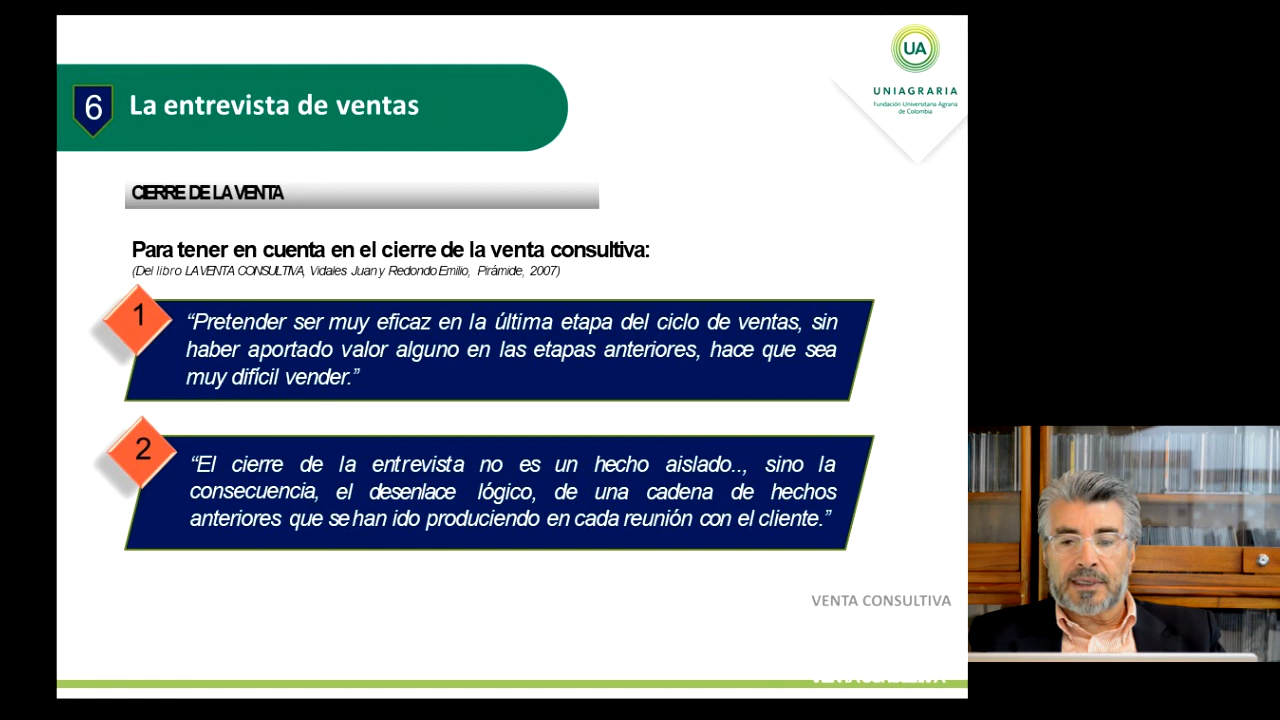 UA
UNIAGRARIA
Fundación Universitaria Agraria
de Colombia
6
La entrevista de ventas
CIERRE DE LA VENTA
Para tener en cuenta en el cierre de la venta consultiva:
(Del libro LA VENTA CONSULTIVA, Vidales Juan y Redondo Emilio, Pirámide, 2007)
1
“Pretender ser muy eficaz en la última etapa del ciclo de ventas, sin
haber aportado valor alguno en las etapas anteriores, hace que sea
muy difícil vender.”
2
“El cierre de la entrevista no es un hecho aislado.., sino la
consecuencia, el desenlace lógico, de una cadena de hechos
anteriores que se han ido produciendo en cada reunión con el cliente.”
VENTA CONSULTIVA
VENTA CONSULTIVA